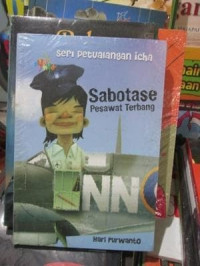 seri petualangan icha
Sabotase
Pesawat Terbang
NN
Hari Purwanto